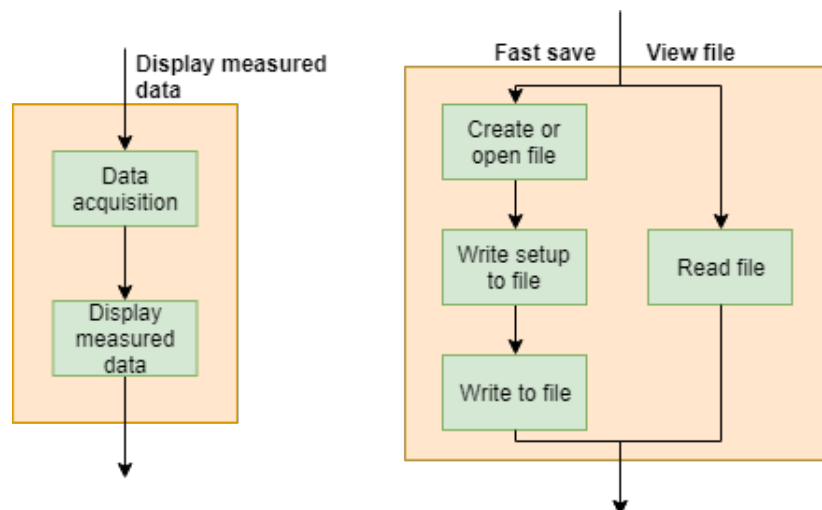 Display measured
data
Data
acquisition
Display
measured
data
Fast save
View file
Create or
open file
Write setup
to file
Write to file
Read file